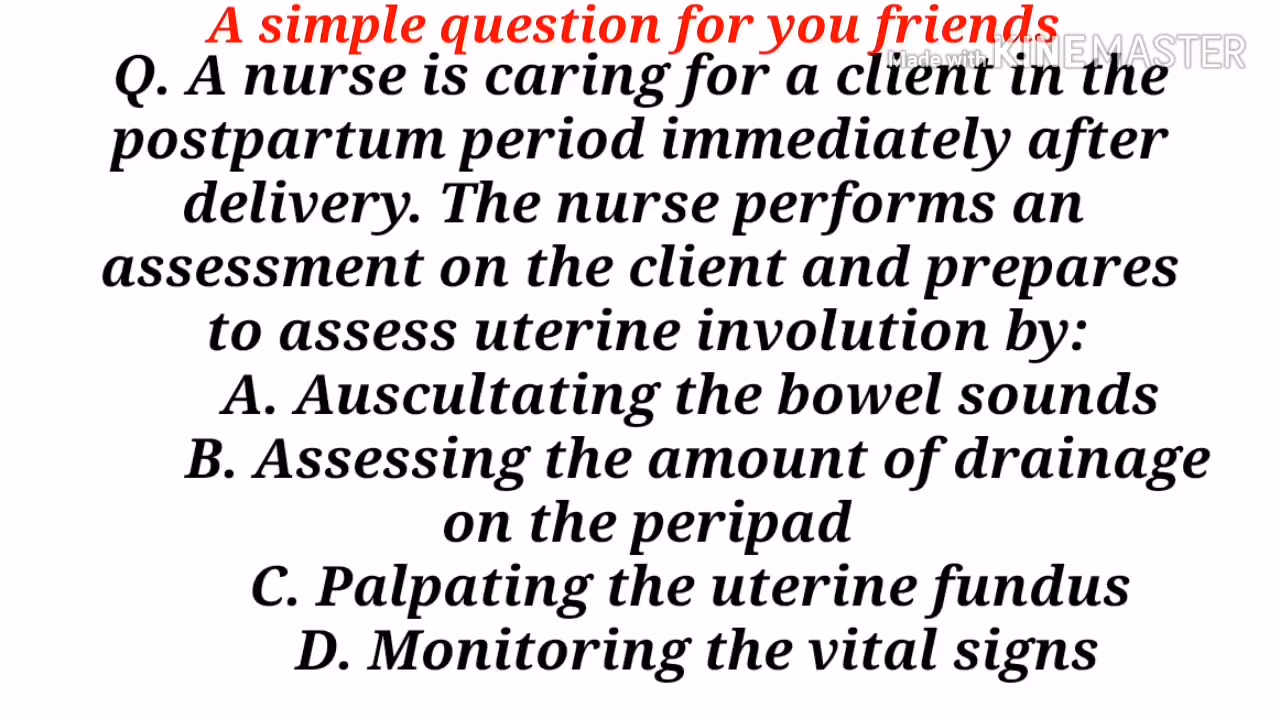 A simple question for you friends
Made with KINEMASTER
Q. A nurse is caring for a client in the
postpartum period immediately after
delivery. The nurse performs an
assessment on the client and prepares
to assess uterine involution by:
A. Auscultating the bowel sounds
B. Assessing the amount of drainage
on the peripad
C. Palpating the uterine fundus
D. Monitoring the vital signs